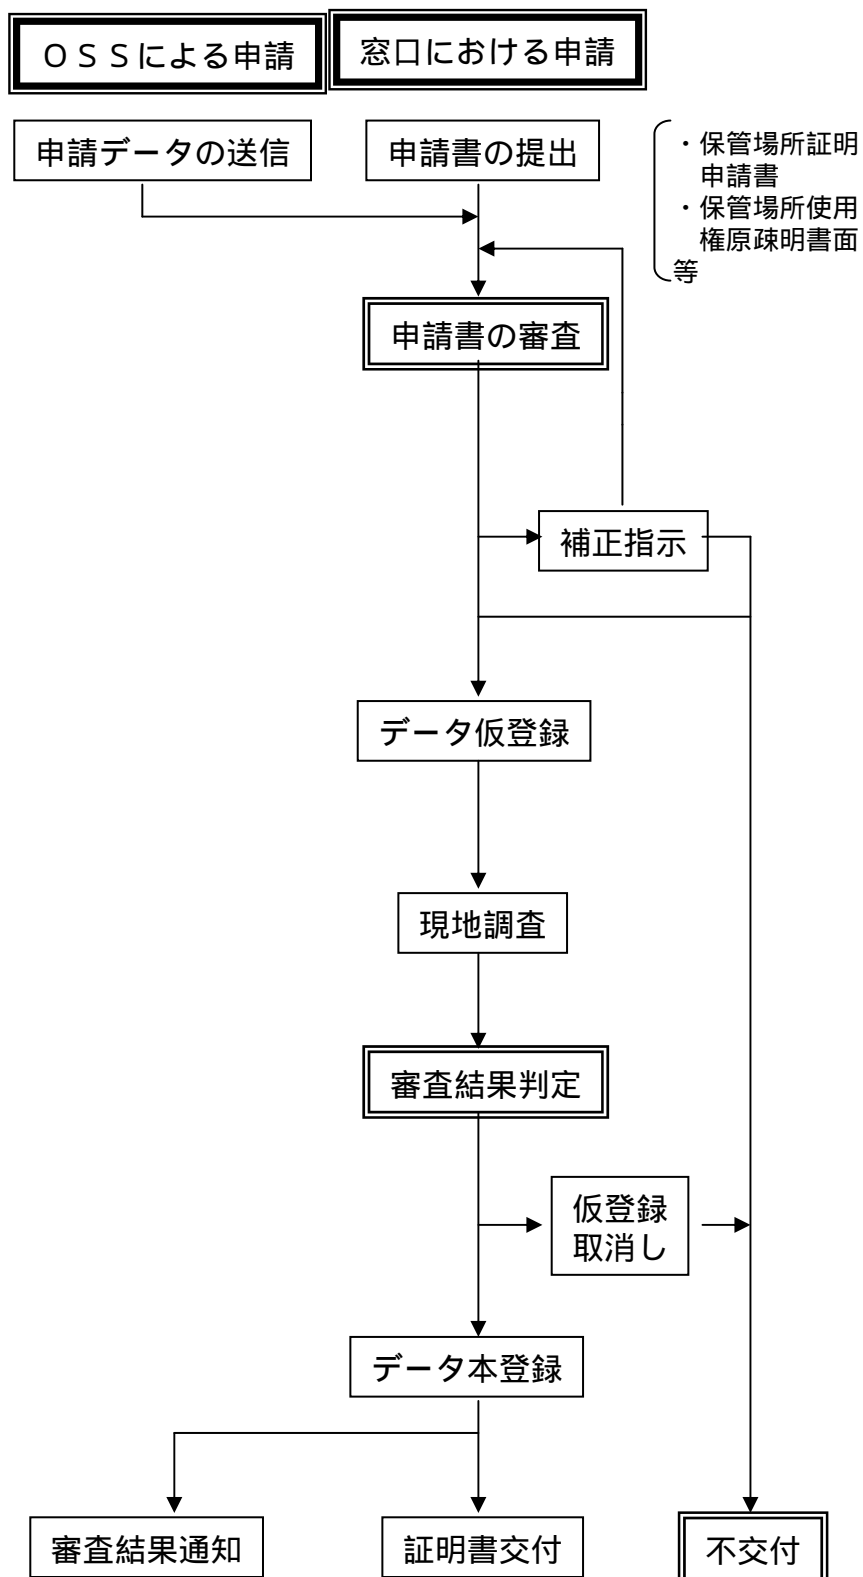 ＯＳＳによる申請
窓口における申請
申請データの送信
申請書の提出
・保管場所証明
申請書
・保管場所使用
権原疎明書面
等
申請書の審査
補正指示
データ仮登録
現地調査
審査結果判定
仮登録
取消し
データ本登録
審査結果通知
証明書交付
不交付